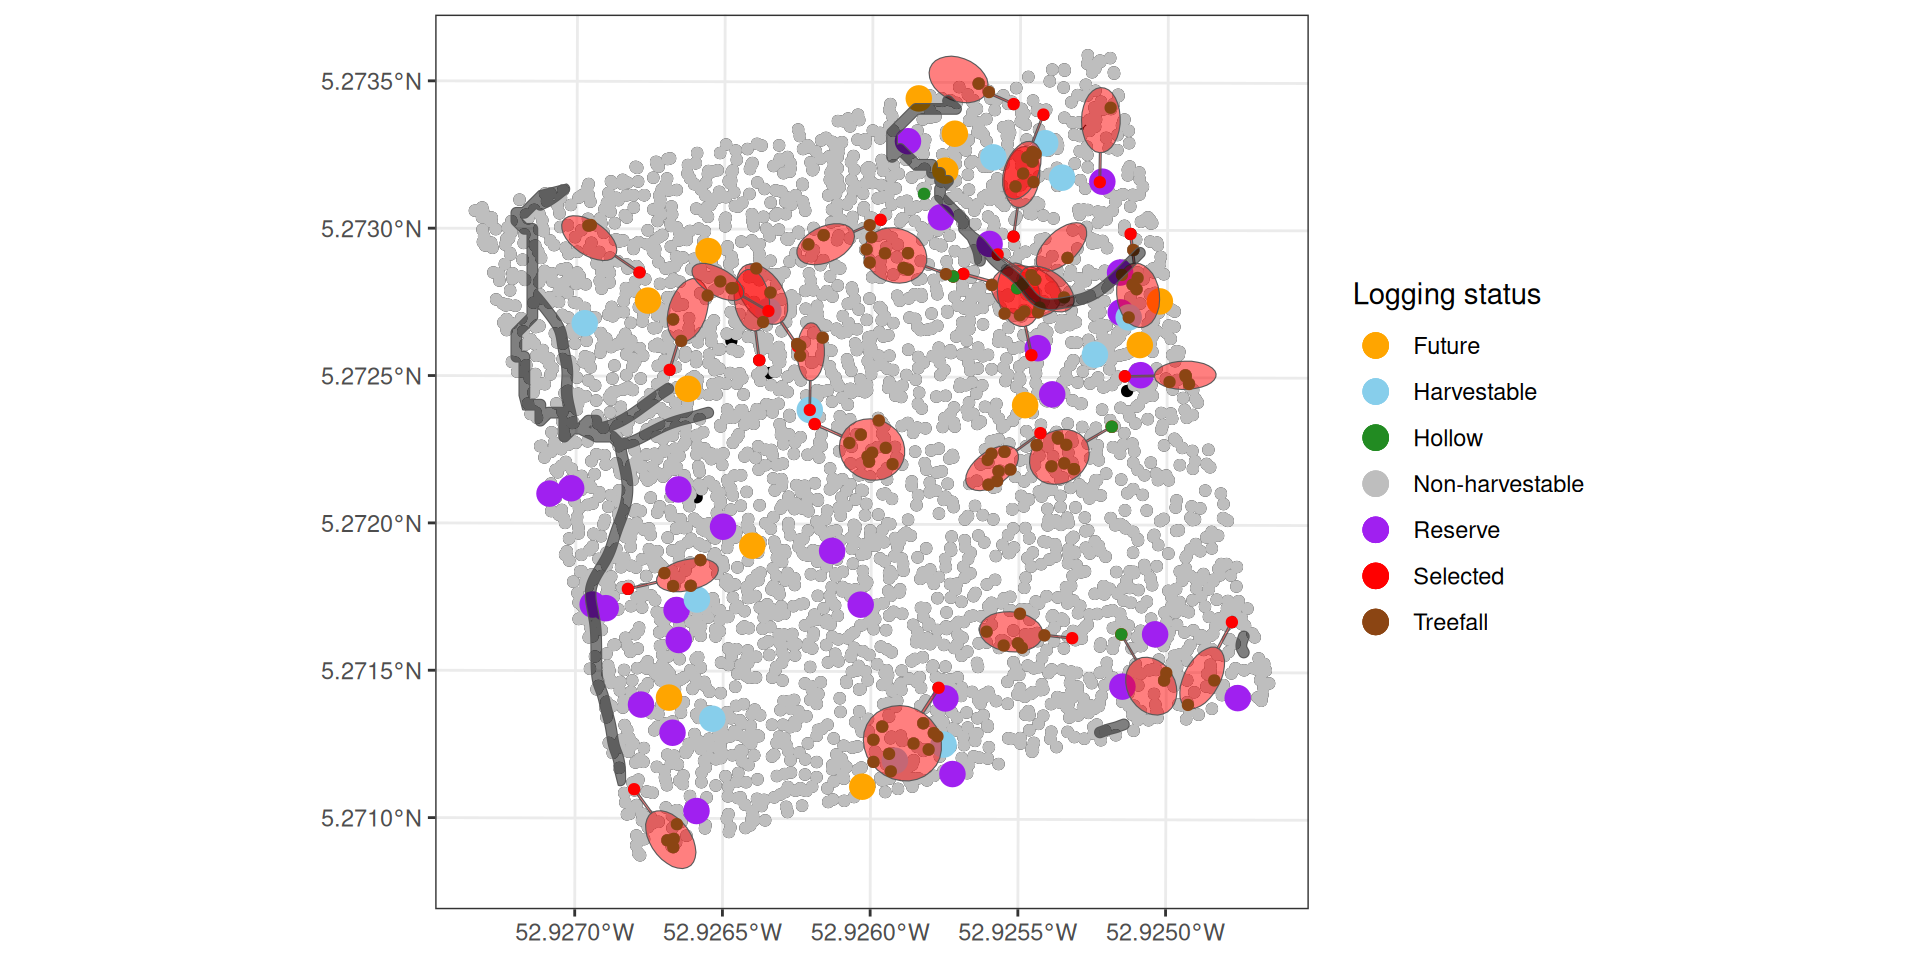 5.2735°N
5.2730°N
5.2725°N
5.2720°N
5.2715°N
5.2710°N
52.9270°W
52.9265°W
52.9260°W
52.9255°W
52.9250°W
Logging status
Future
Harvestable
Hollow
Non-harvestable
Reserve
Selected
Treefall